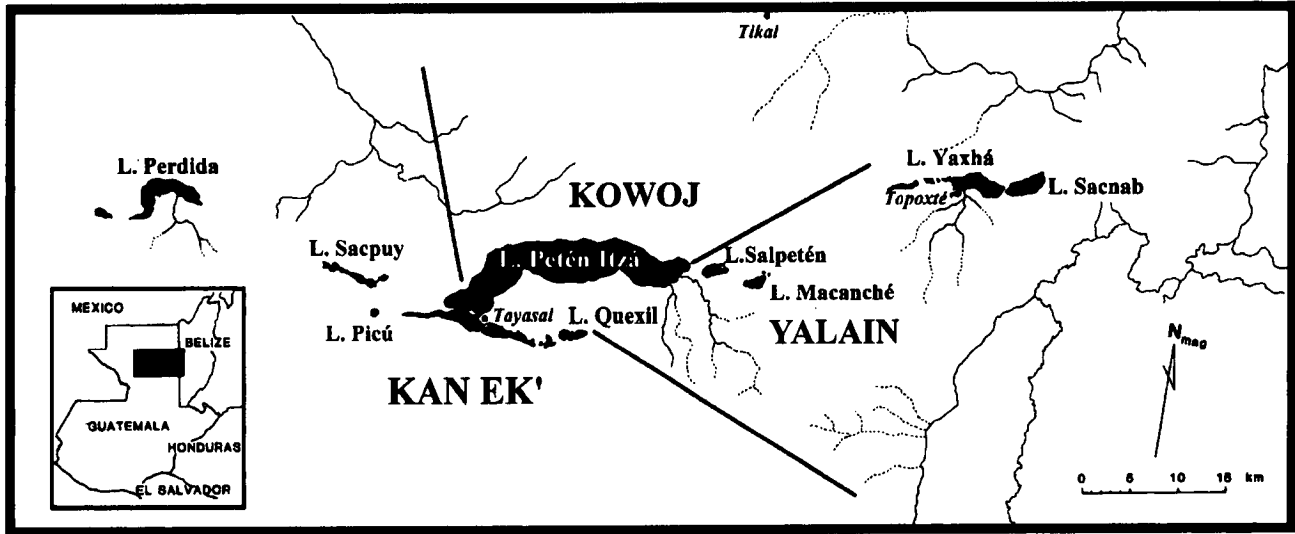 Tikal
L. Perdida
L. Yaxhá
L. Sacnab
Topoxté
KOWOJ
L. Sacpuy
L. Petén Itzá
L.Salpetén
L. Macanché
L. Picú
Tayasal
L. Quexil
YALAIN
KAN EK'
MEXICO
BELIZE
GUATEMALA
HONDURAS
EL SALVADOR
N mag
0 5 10 15 km